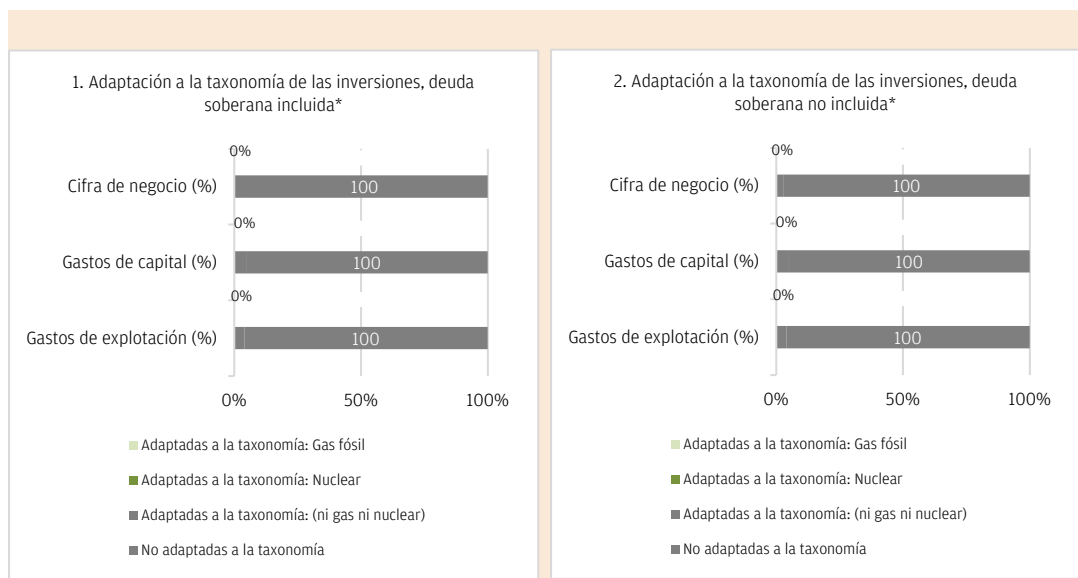 1. Adaptación a la taxonomía de las inversiones, deuda
soberana incluida*
0%
Cifra de negocio (%)
100
0%
Gastos de capital (%)
100
0%
Gastos de explotación (%)
100
0%
50%
100%
Adaptadas a la taxonomía: Gas fósil
Adaptadas a la taxonomía: Nuclear
Adaptadas a la taxonomía: (ni gas ni nuclear)
No adaptadas a la taxonomía
2. Adaptación a la taxonomía de las inversiones, deuda
soberana no incluida*
0%
Cifra de negocio (%)
100
0%
Gastos de capital (%)
100
0%
Gastos de explotación (%)
100
0%
50%
100%
Adaptadas a la taxonomía: Gas fósil
Adaptadas a la taxonomía: Nuclear
Adaptadas a la taxonomía: (ni gas ni nuclear)
No adaptadas a la taxonomía